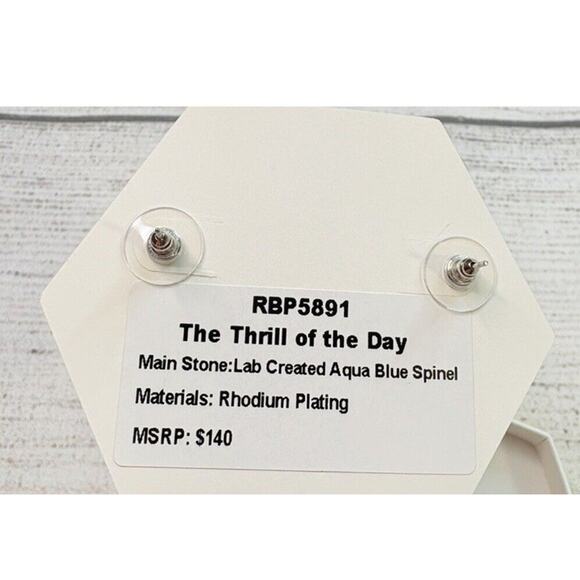 RBP5891
The Thrill of the Day
Main Stone:Lab Created Aqua Blue Spinel
Materials: Rhodium Plating
MSRP: $140